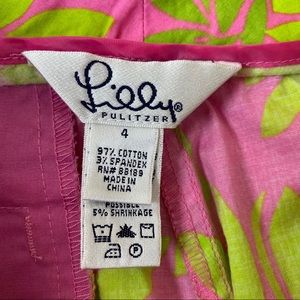 Lilly®
PULITZER
4
97% COTTON
3% SPANDEX
RN# 88189
MADE IN
CHINA
POSSIBLE
5% SHRINKAGE
P